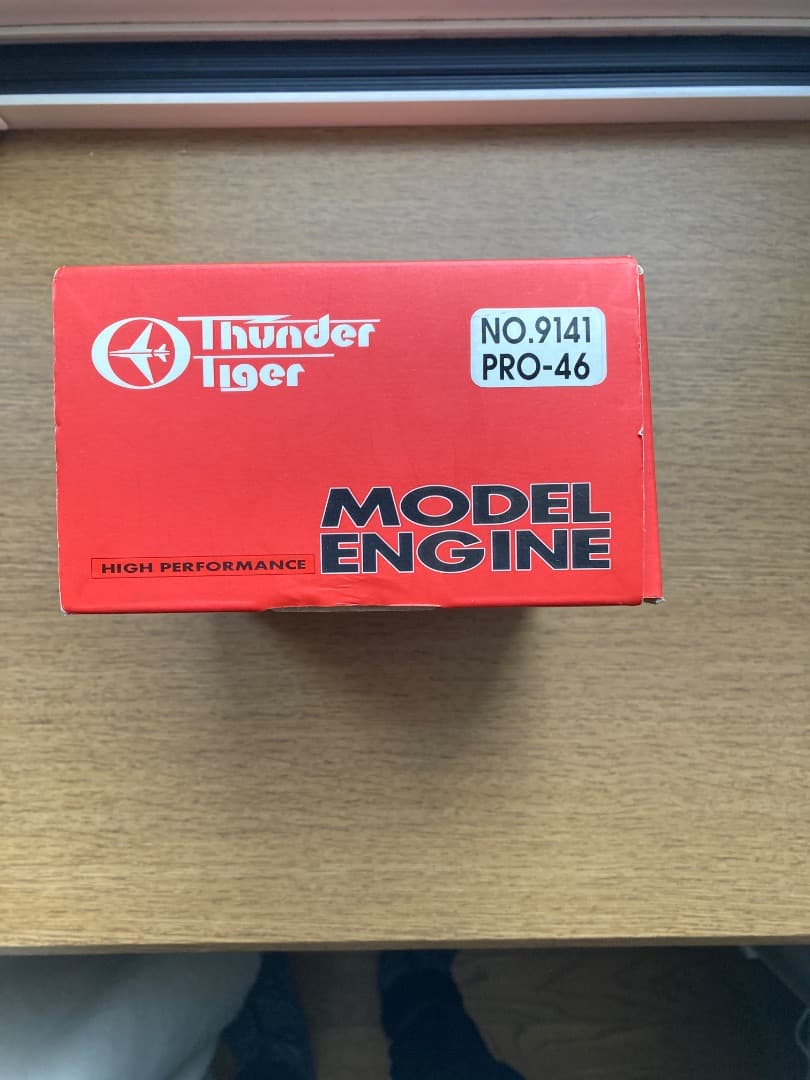 Thunder
Tiger
NO.9141
PRO-46
MODEL
ENGINE
HIGH PERFORMANCE